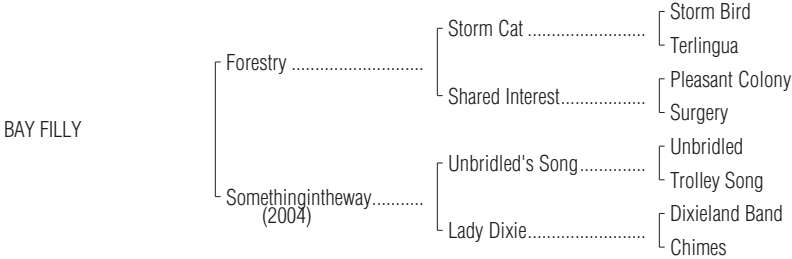 Storm Bird
Storm Cat ........................
Terlingua
Forestry ...........................
Pleasant Colony
Shared Interest.................
Surgery
BAY FILLY
Unbridled
Unbridled's Song.............
Trolley Song
Somethingintheway...........
(2004)
Dixieland Band
Lady Dixie........................
Chimes